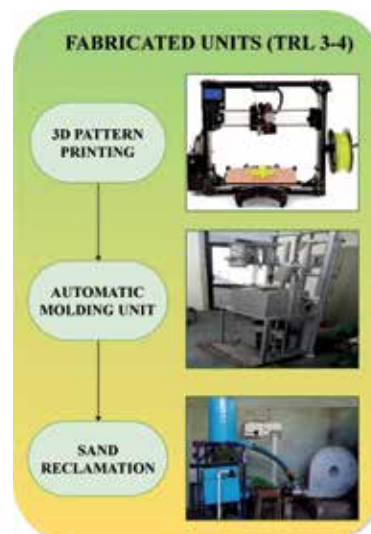 FABRICATED UNITS (TRL 3-4)
3D PATTERN
PRINTING
AUTOMATIC
MOLDING UNIT
SAND
RECLAMATION